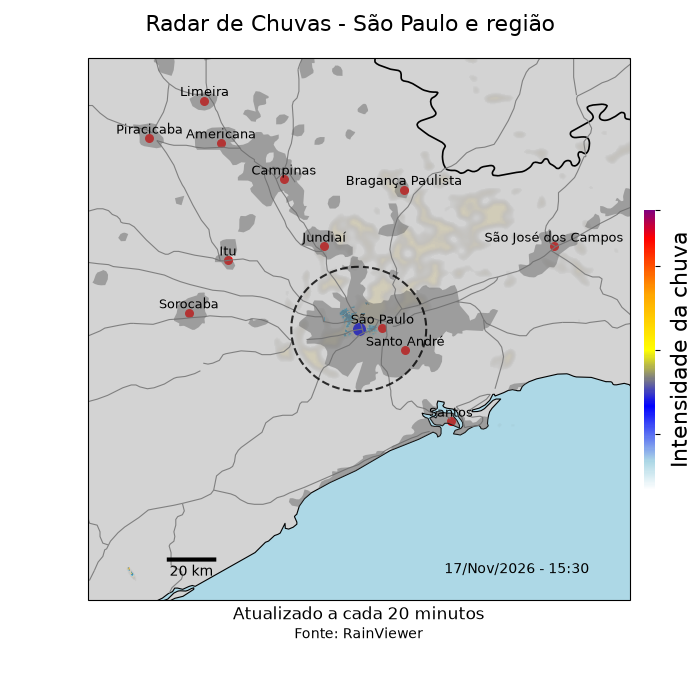 Radar de Chuvas - São Paulo e região
Limeira
Piracicaba
Americana
Campinas
Bragança Paulista
Jundiaí
São José dos Campos
Itu
Sorocaba
São Paulo
Santo André
Santos
Intensidade da chuva
20 km
17/Nov/2026 - 15:30
Atualizado a cada 20 minutos
Fonte: RainViewer